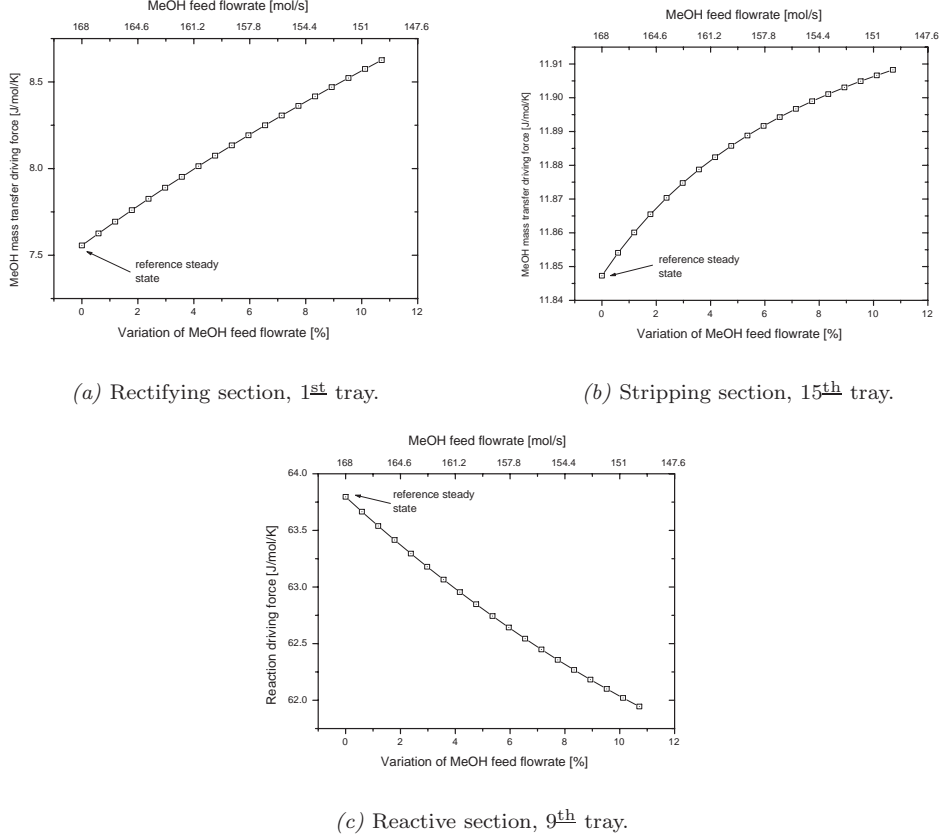 MeOH feed flowrate [mol/s]
168 164.6 161.2 157.8 154.4 151 147.6
8.5
8.0
7.5
MeOH mass transfer driving force [J/mol/K]
reference steady
state
0 2 4 6 8 10 12
Variation of MeOH feed flowrate [%]
(a) Rectifying section, 1st tray.
MeOH feed flowrate [mol/s]
168 164.6 161.2 157.8 154.4 151 147.6
11.91
11.90
11.89
11.88
11.87
11.86
11.85
11.84
MeOH mass transfer driving force [J/mol/K]
reference steady
state
0 2 4 6 8 10 12
Variation of MeOH feed flowrate [%]
(b) Stripping section, 15th tray.
MeOH feed flowrate [mol/s]
168 164.6 161.2 157.8 154.4 151 147.6
64.0
63.5
63.0
62.5
62.0
Reaction driving force [J/mol/K]
reference steady
state
0 2 4 6 8 10 12
Variation of MeOH feed flowrate [%]
(c) Reactive section, 9th tray.